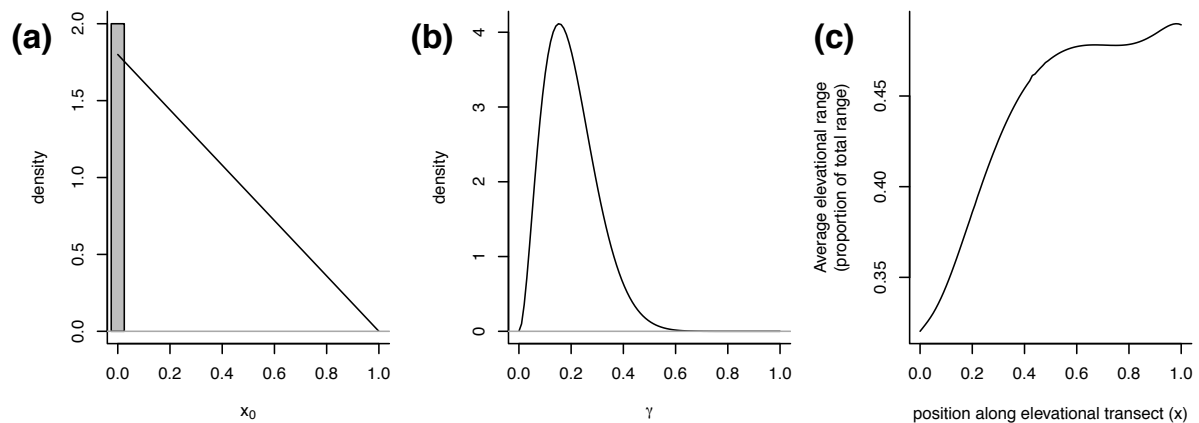 (a)
density
0.0 0.5 1.0 1.5 2.0
0.0 0.2 0.4 0.6 0.8 1.0
x0
(b)
density
0 1 2 3 4
0.0 0.2 0.4 0.6 0.8 1.0
γ
(c)
Average elevational range
(proportion of total range)
0.35 0.40 0.45
0.0 0.2 0.4 0.6 0.8 1.0
position along elevational transect (x)